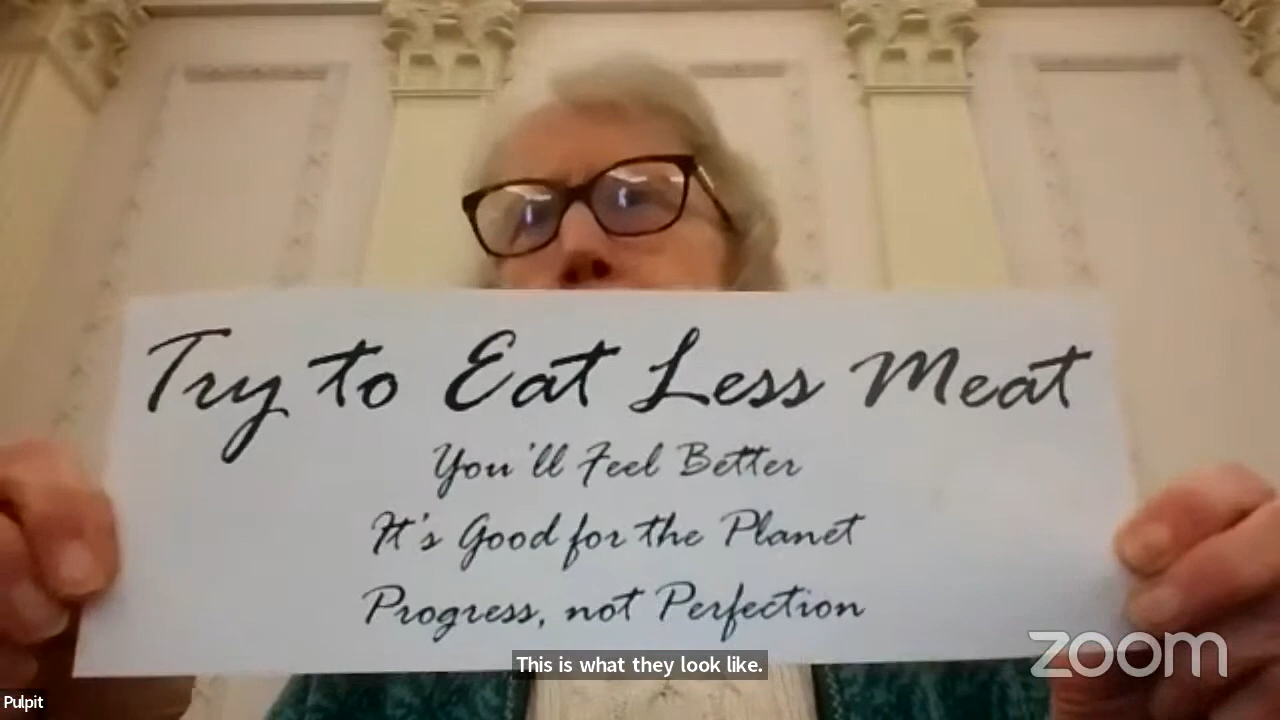 Try to Eat Less Meat
You'll Feel Better
It's Good for the Planet
Progress, not Perfection
This is what they look like.
zoom
Pulpit